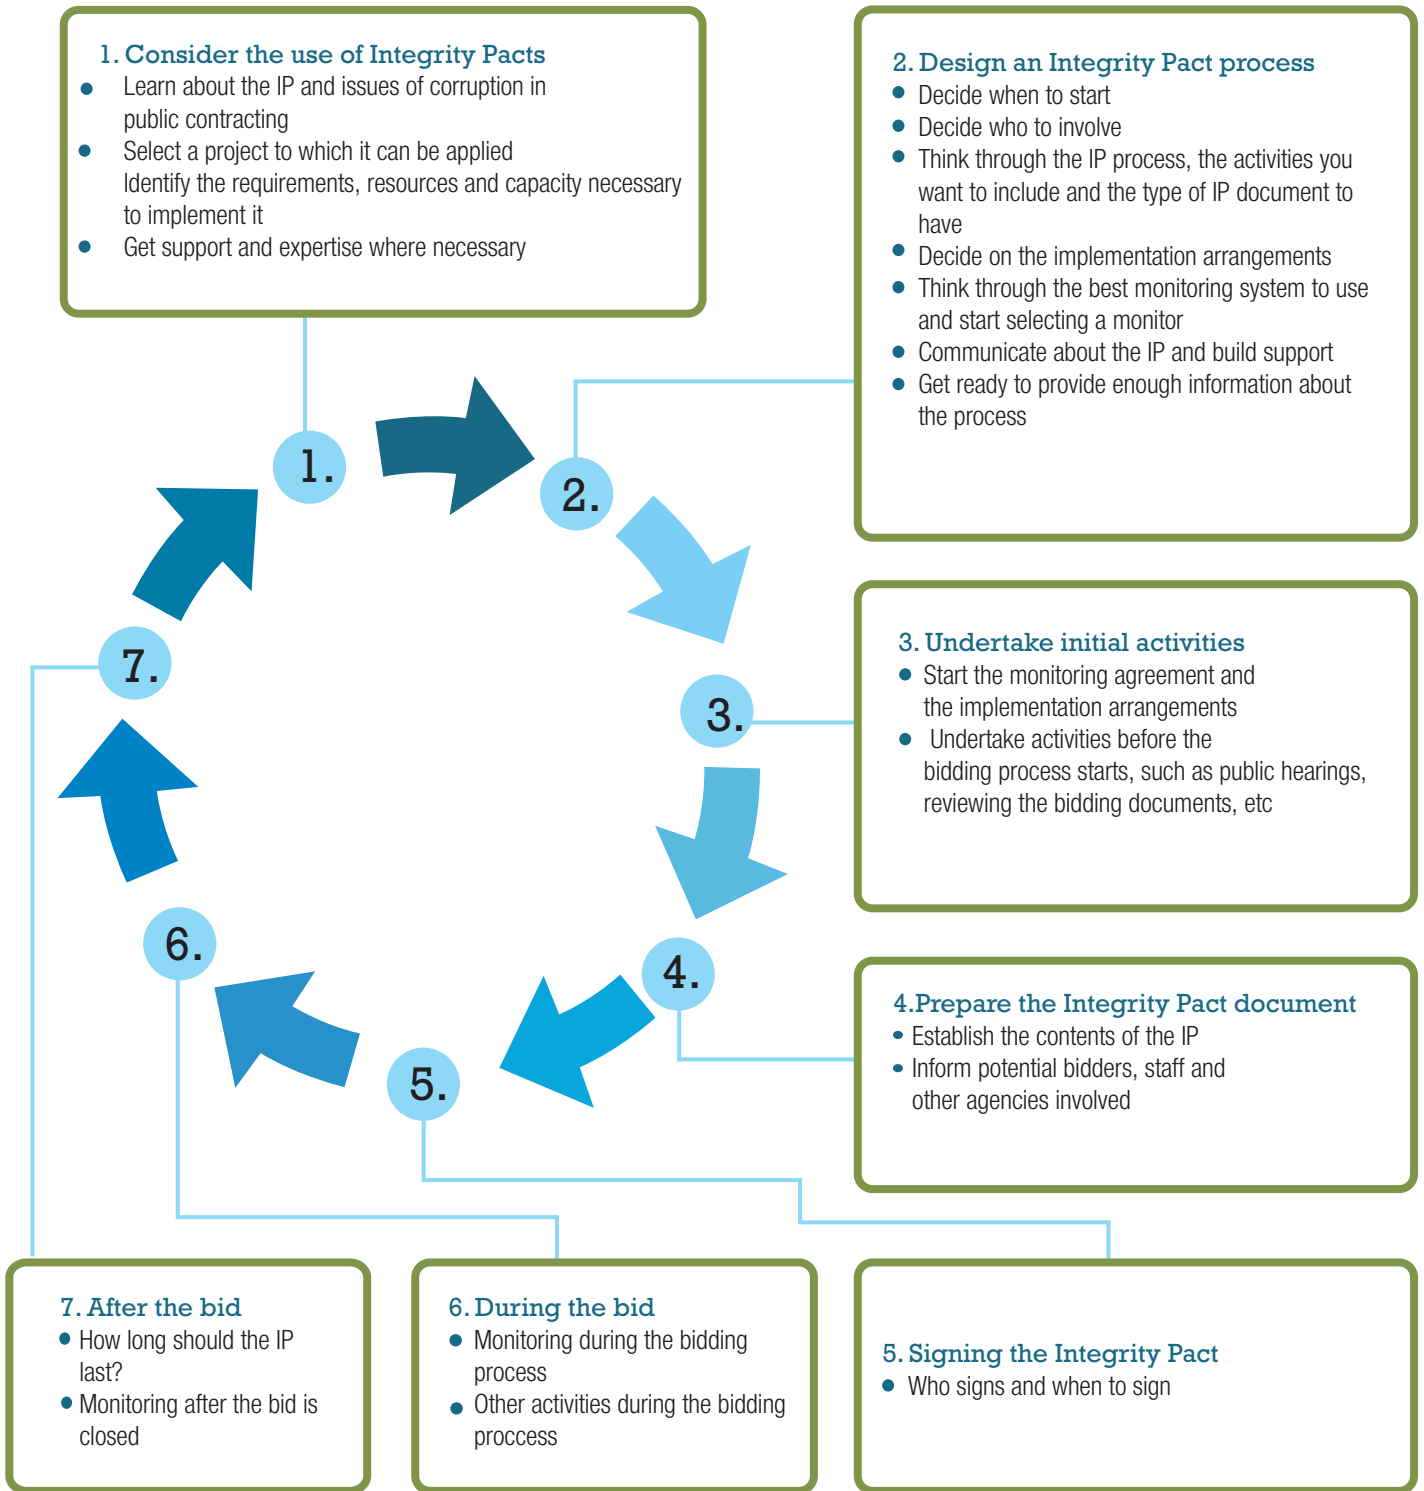 1. Consider the use of Integrity Pacts
• Learn about the IP and issues of corruption in
public contracting
• Select a project to which it can be applied
Identify the requirements, resources and capacity necessary
to implement it
• Get support and expertise where necessary
2. Design an Integrity Pact process
• Decide when to start
• Decide who to involve
• Think through the IP process, the activities you
want to include and the type of IP document to
have
• Decide on the implementation arrangements
• Think through the best monitoring system to use
and start selecting a monitor
• Communicate about the IP and build support
• Get ready to provide enough information about
the process
1.
2.
3.
4.
5.
6.
7.
3. Undertake initial activities
• Start the monitoring agreement and
the implementation arrangements
• Undertake activities before the
bidding process starts, such as public hearings,
reviewing the bidding documents, etc
4.Prepare the Integrity Pact document
• Establish the contents of the IP
• Inform potential bidders, staff and
other agencies involved
7. After the bid
• How long should the IP
last?
• Monitoring after the bid is
closed
6. During the bid
• Monitoring during the bidding
process
• Other activities during the bidding
proccess
5. Signing the Integrity Pact
• Who signs and when to sign